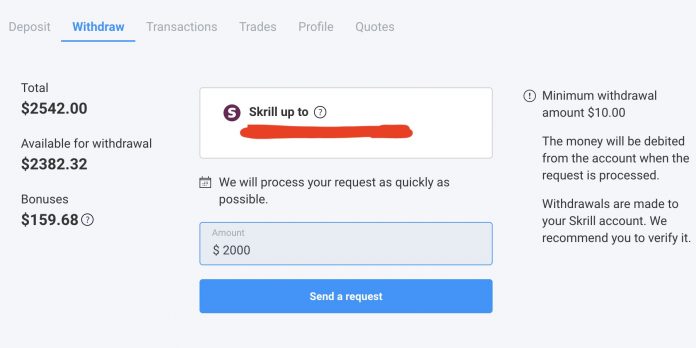 Deposit Withdraw Transactions Trades Profile Quotes
Total
$2542.00
Available for withdrawal
$2382.32
Bonuses
$159.68 ?
S Skrill up to ?
We will process your request as quickly as
possible.
Amount
$ 2000
Send a request
! Minimum withdrawal
amount $10.00
The money will be debited
from the account when the
request is processed.
Withdrawals are made to
your Skrill account. We
recommend you to verify it.